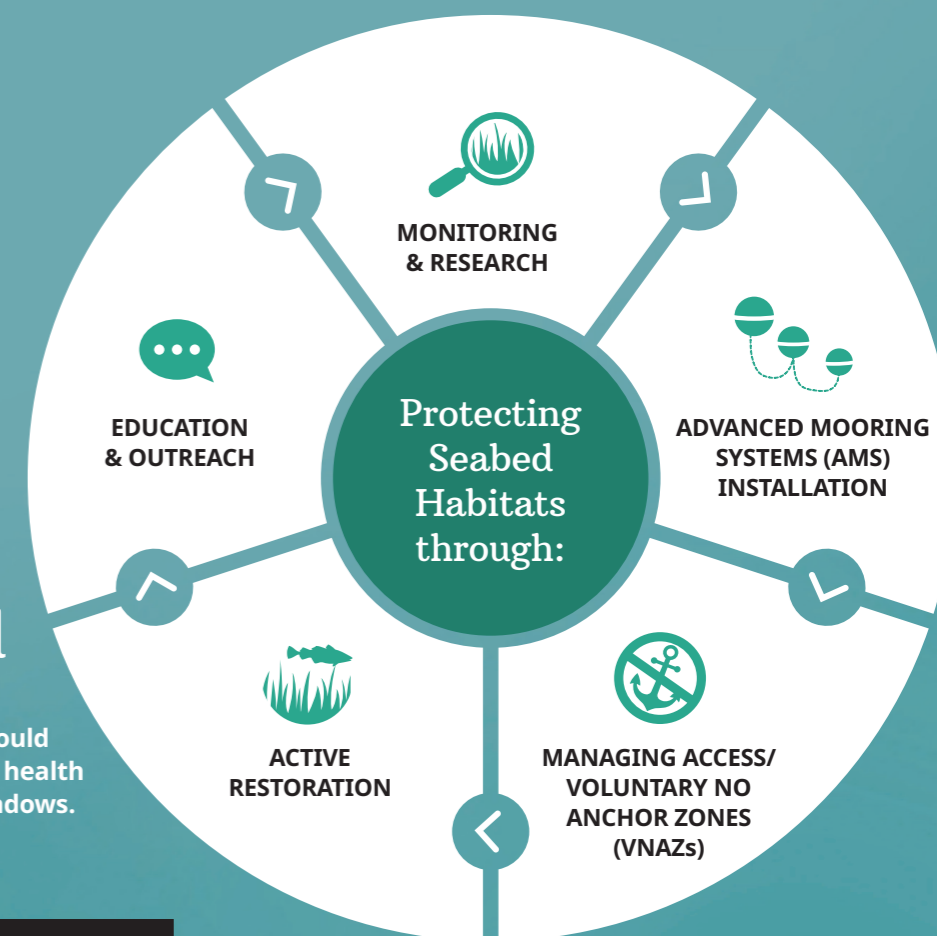 MONITORING
& RESEARCH
ADVANCED MOORING
SYSTEMS (AMS)
INSTALLATION
MANAGING ACCESS/
VOLUNTARY NO
ANCHOR ZONES
(VNAZs)
ACTIVE
RESTORATION
EDUCATION
& OUTREACH
Protecting
Seabed
Habitats
through:
health